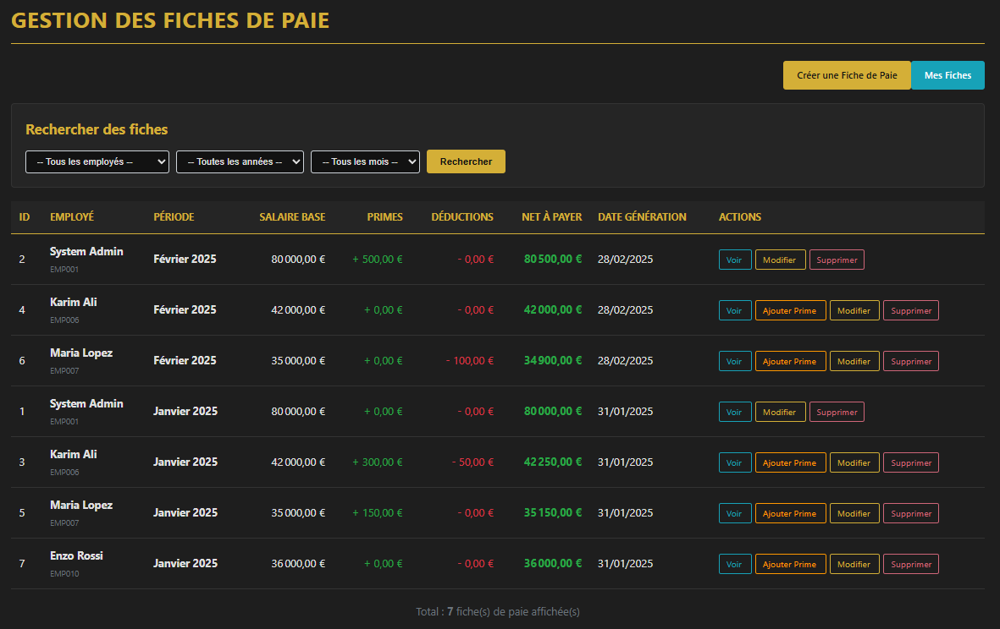 GESTION DES FICHES DE PAIE
Créer une Fiche de Paie Mes Fiches
Rechercher des fiches
-- Tous les employés -- -- Toutes les années -- -- Tous les mois -- Rechercher
ID EMPLOYÉ PÉRIODE SALAIRE BASE PRIMES DÉDUCTIONS NET À PAYER DATE GÉNÉRATION ACTIONS
2 System Admin Février 2025 80 000,00 € + 500,00 € - 0,00 € 80 500,00 € 28/02/2025 Voir Modifier Supprimer
EMP001
4 Karim Ali Février 2025 42 000,00 € + 0,00 € - 0,00 € 42 000,00 € 28/02/2025 Voir Ajouter Prime Modifier Supprimer
EMP006
6 Maria Lopez Février 2025 35 000,00 € + 0,00 € - 100,00 € 34 900,00 € 28/02/2025 Voir Ajouter Prime Modifier Supprimer
EMP007
1 System Admin Janvier 2025 80 000,00 € + 0,00 € - 0,00 € 80 000,00 € 31/01/2025 Voir Modifier Supprimer
EMP001
3 Karim Ali Janvier 2025 42 000,00 € + 300,00 € - 50,00 € 42 250,00 € 31/01/2025 Voir Ajouter Prime Modifier Supprimer
EMP006
5 Maria Lopez Janvier 2025 35 000,00 € + 150,00 € - 0,00 € 35 150,00 € 31/01/2025 Voir Ajouter Prime Modifier Supprimer
EMP007
7 Enzo Rossi Janvier 2025 36 000,00 € + 0,00 € - 0,00 € 36 000,00 € 31/01/2025 Voir Ajouter Prime Modifier Supprimer
EMP010
Total : 7 fiche(s) de paie affichée(s)